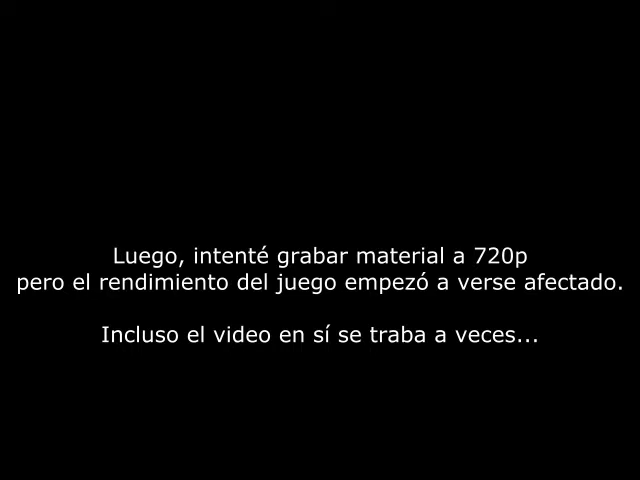 Luego, intenté grabar material a 720p
pero el rendimiento del juego empezó a verse afectado.
Incluso el video en sí se traba a veces...